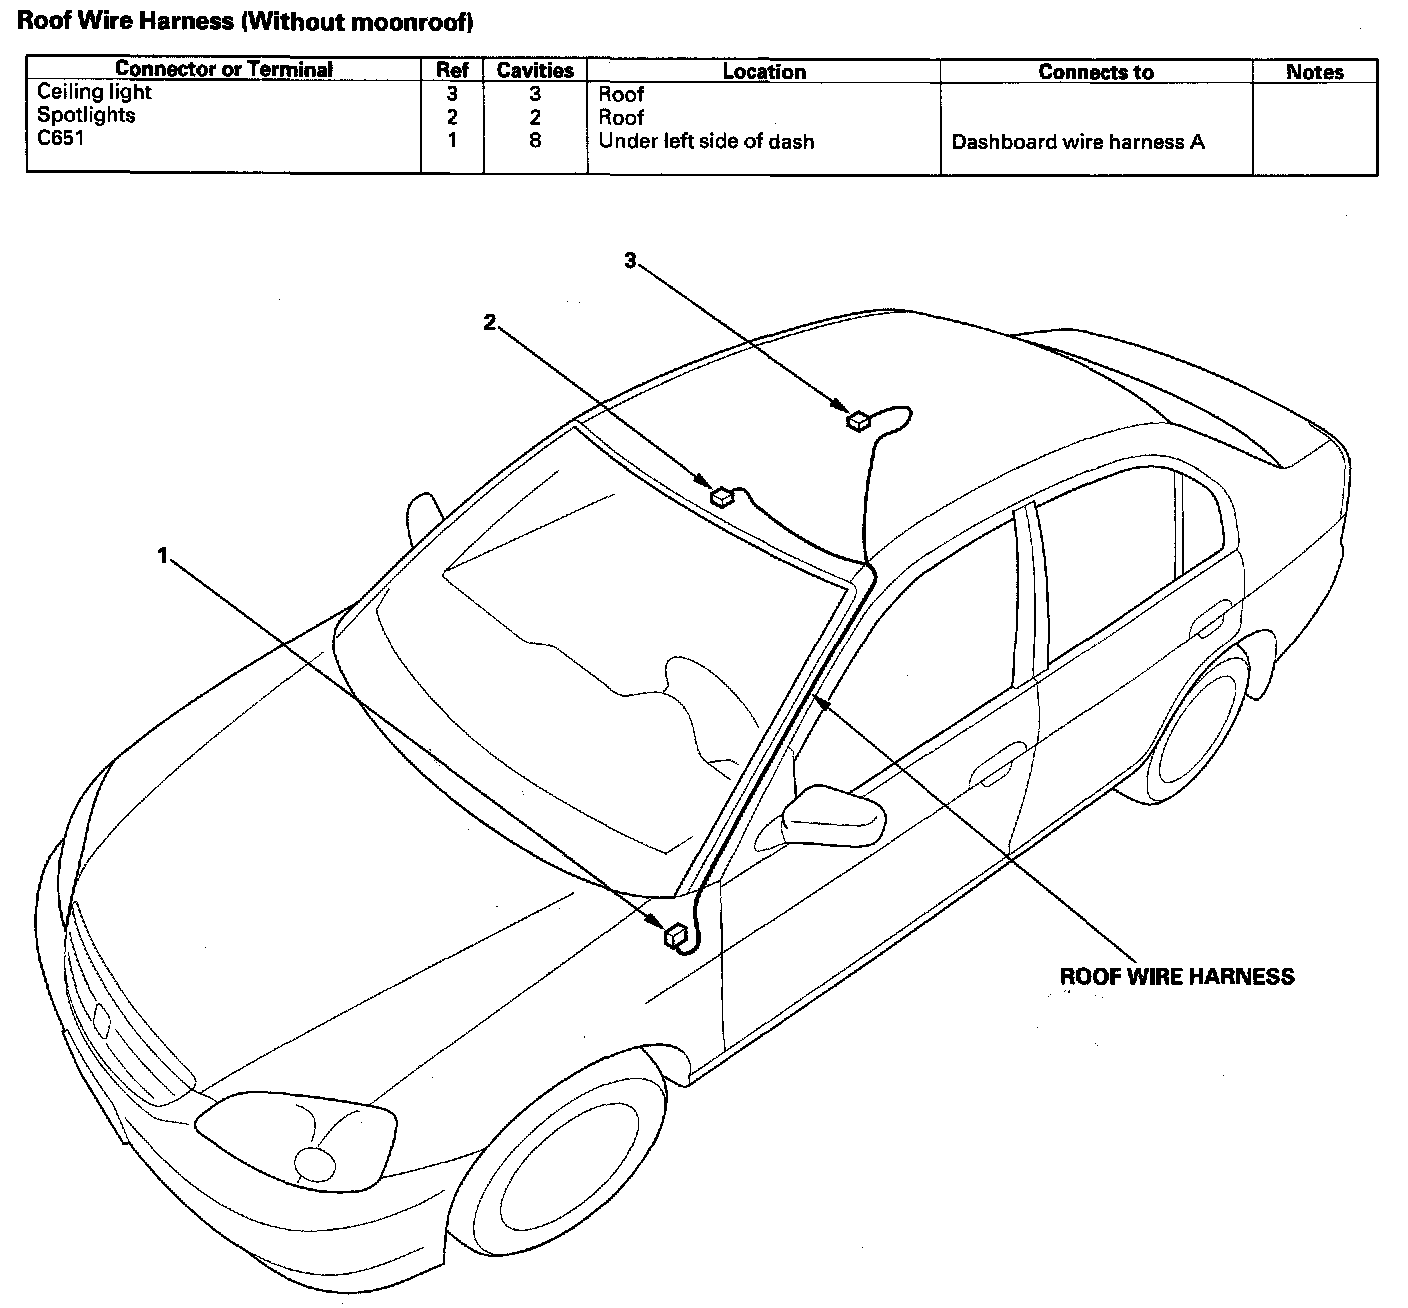 Roof Wire Harness (Without moonroof)
Connector or Terminal Ref Cavities Location Connects to Notes
Ceiling light 3 3 Roof
Spotlights 2 2 Roof
C651 1 8 Under left side of dash Dashboard wire harness A
3
2
1
ROOF WIRE HARNESS